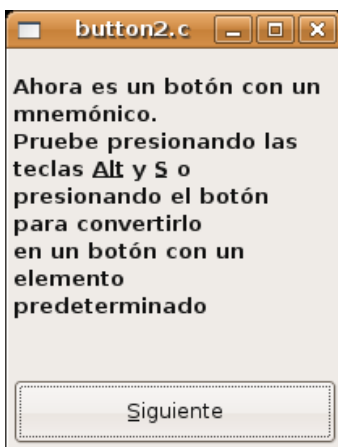 button2.c
Ahora es un botón con un
mnemónico.
Pruebe presionando las
teclas Alt y S o
presionando el botón
para convertirlo
en un botón con un
elemento
predeterminado
Siguiente